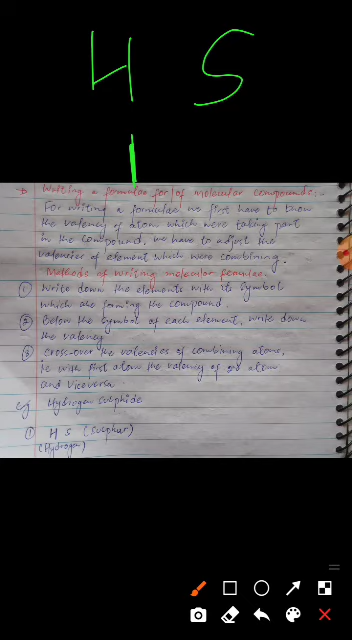 H S
1
D. Writing a formulae for/of molecular compounds:-
For writing a formulae we first have to know
the valency of atom which were taking part
in the compound, we have to adjust the
valencies of element which were combining.
Methods of writing molecular formulae.
① Write down the elements with its symbol
which are forming the compound.
② Below the symbol of each element, write down
the valency
③ Cross-over the valencies of combining atoms,
ie with first atom the valency of 2nd atom
and viceversa.
eg Hydrogen sulphide
① H S (Sulphur)
(Hydrogen)